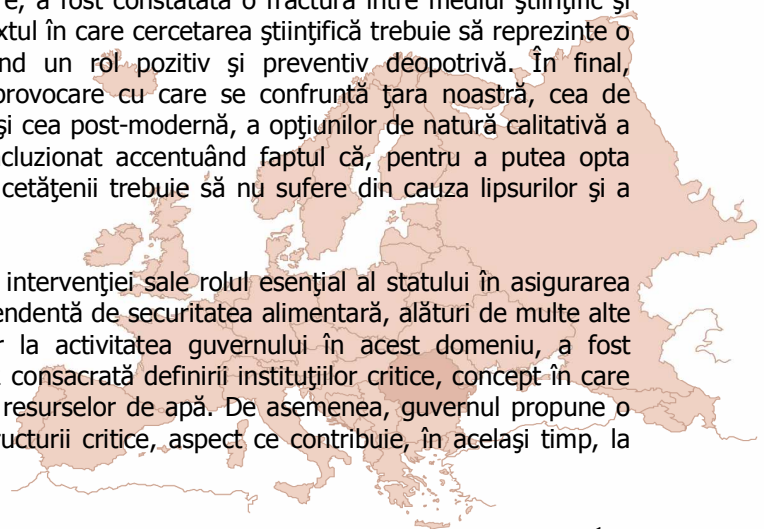 re, a fost constatată o fractură între mediul ştiinţific şi
xtul în care cercetarea ştiinţifică trebuie să reprezinte o
nd un rol pozitiv şi preventiv deopotrivă. În final,
provocare cu care se confruntă ţara noastră, cea de
şi cea post-modernă, a opţiunilor de natură calitativă a
cluzionat accentuând faptul că, pentru a putea opta
cetăţenii trebuie să nu sufere din cauza lipsurilor şi a
intervenţiei sale rolul esenţial al statului în asigurarea
endentă de securitatea alimentară, alături de multe alte
r la activitatea guvernului în acest domeniu, a fost
consacrată definirii instituţiilor critice, concept în care
resurselor de apă. De asemenea, guvernul propune o
ucturii critice, aspect ce contribuie, în acelaşi timp, la